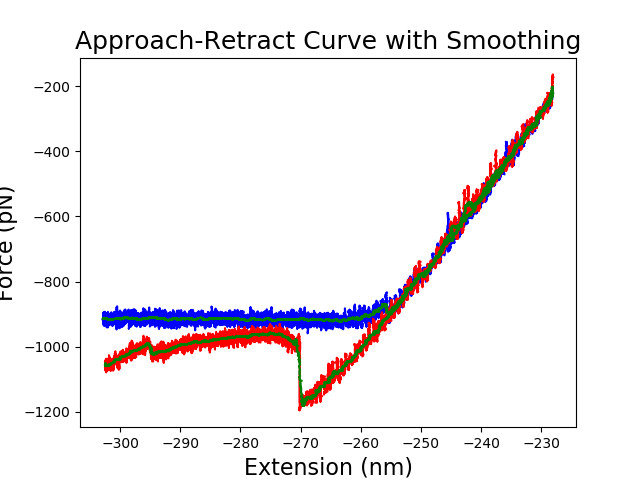 Approach-Retract Curve with Smoothing
Force (pN)
−200
−400
−600
−800
−1000
−1200
−300 −290 −280 −270 −260 −250 −240 −230
Extension (nm)